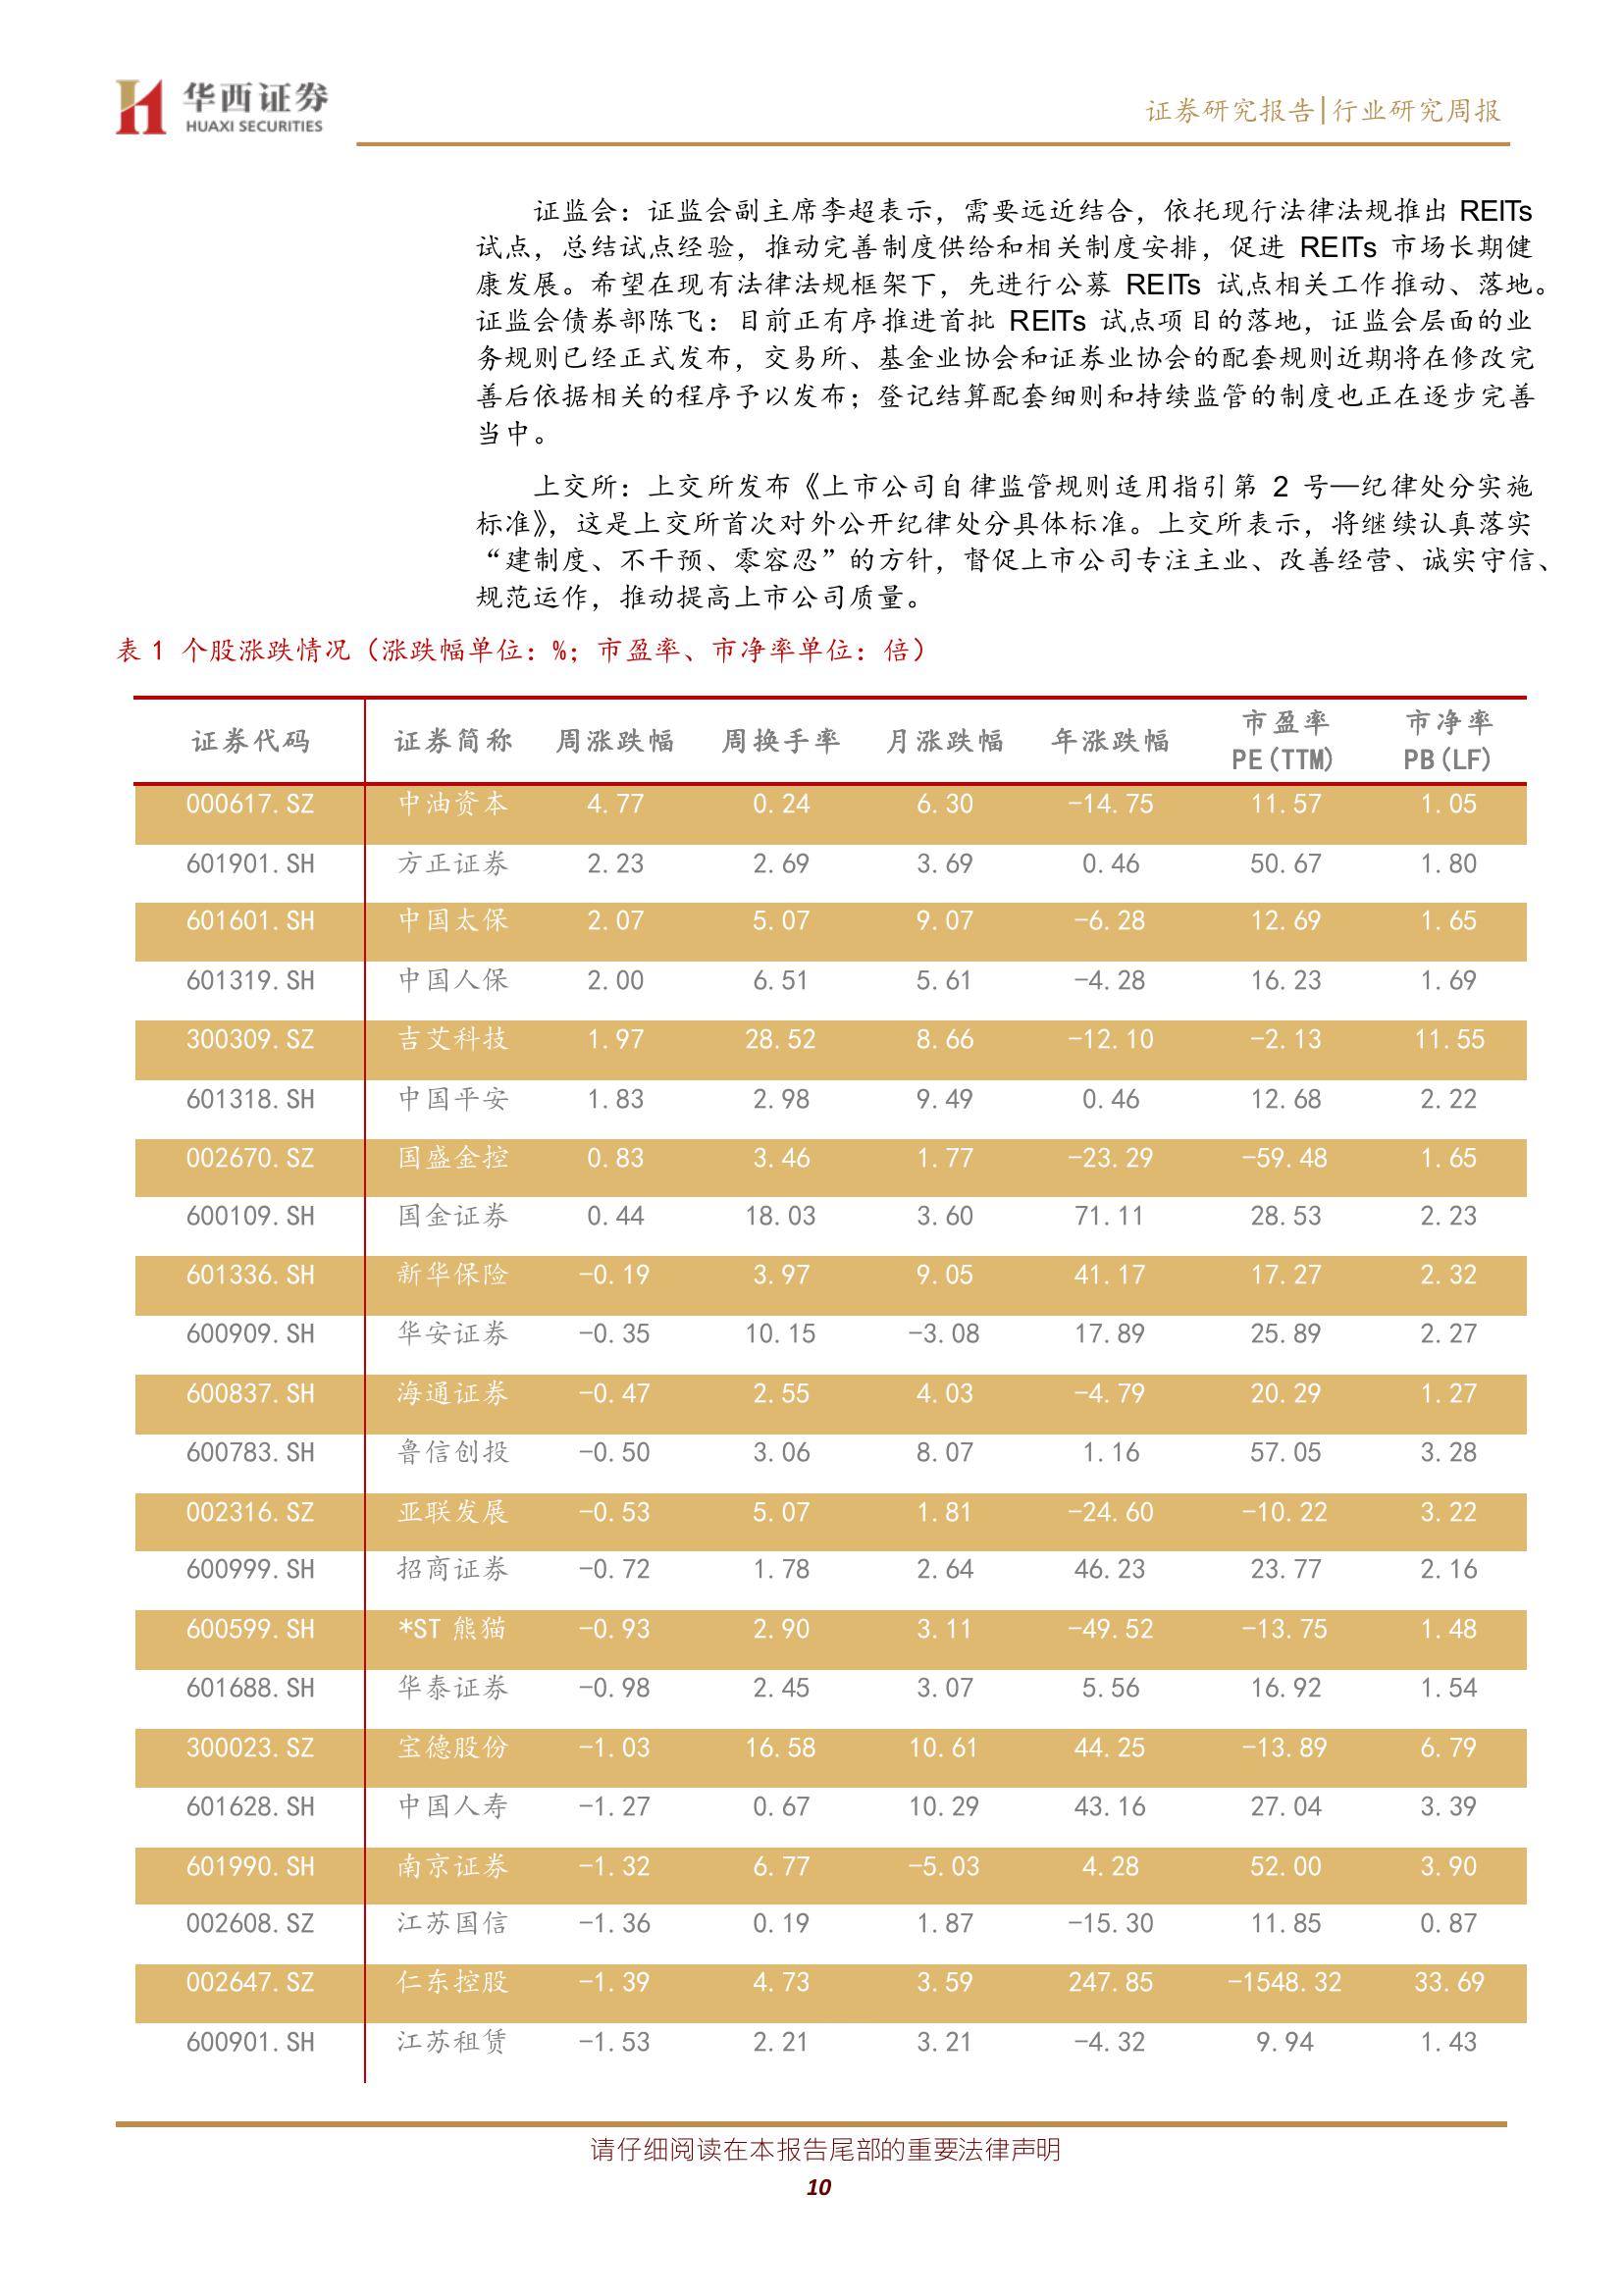 华西证券
HUAXI SECURITIES
证券研究报告|行业研究周报
证监会：证监会副主席李超表示，需要远近结合，依托现行法律法规推出 REITs
试点，总结试点经验，推动完善制度供给和相关制度安排，促进 REITs 市场长期健
康发展。希望在现有法律法规框架下，先进行公募 REITs 试点相关工作推动、落地。
证监会债券部陈飞：目前正有序推进首批 REITs 试点项目的落地，证监会层面的业
务规则已经正式发布，交易所、基金业协会和证券业协会的配套规则近期将在修改完
善后依据相关的程序予以发布；登记结算配套细则和持续监管的制度也正在逐步完善
当中。
上交所：上交所发布《上市公司自律监管规则适用指引第 2 号—纪律处分实施
标准》，这是上交所首次对外公开纪律处分具体标准。上交所表示，将继续认真落实
“建制度、不干预、零容忍”的方针，督促上市公司专注主业、改善经营、诚实守信、
规范运作，推动提高上市公司质量。
表 1 个股涨跌情况（涨跌幅单位：%；市盈率、市净率单位：倍）
证券代码 证券简称 周涨跌幅 周换手率 月涨跌幅 年涨跌幅 市盈率 PE(TTM) 市净率 PB(LF)
000617.SZ 中油资本 4.77 0.24 6.30 -14.75 11.57 1.05
601901.SH 方正证券 2.23 2.69 3.69 0.46 50.67 1.80
601601.SH 中国太保 2.07 5.07 9.07 -6.28 12.69 1.65
601319.SH 中国人保 2.00 6.51 5.61 -4.28 16.23 1.69
300309.SZ 吉艾科技 1.97 28.52 8.66 -12.10 -2.13 11.55
601318.SH 中国平安 1.83 2.98 9.49 0.46 12.68 2.22
002670.SZ 国盛金控 0.83 3.46 1.77 -23.29 -59.48 1.65
600109.SH 国金证券 0.44 18.03 3.60 71.11 28.53 2.23
601336.SH 新华保险 -0.19 3.97 9.05 41.17 17.27 2.32
600909.SH 华安证券 -0.35 10.15 -3.08 17.89 25.89 2.27
600837.SH 海通证券 -0.47 2.55 4.03 -4.79 20.29 1.27
600783.SH 鲁信创投 -0.50 3.06 8.07 1.16 57.05 3.28
002316.SZ 亚联发展 -0.53 5.07 1.81 -24.60 -10.22 3.22
600999.SH 招商证券 -0.72 1.78 2.64 46.23 23.77 2.16
600599.SH *ST 熊猫 -0.93 2.90 3.11 -49.52 -13.75 1.48
601688.SH 华泰证券 -0.98 2.45 3.07 5.56 16.92 1.54
300023.SZ 宝德股份 -1.03 16.58 10.61 44.25 -13.89 6.79
601628.SH 中国人寿 -1.27 0.67 10.29 43.16 27.04 3.39
601990.SH 南京证券 -1.32 6.77 -5.03 4.28 52.00 3.90
002608.SZ 江苏国信 -1.36 0.19 1.87 -15.30 11.85 0.87
002647.SZ 仁东控股 -1.39 4.73 3.59 247.85 -1548.32 33.69
600901.SH 江苏租赁 -1.53 2.21 3.21 -4.32 9.94 1.43
请仔细阅读在本报告尾部的重要法律声明
10